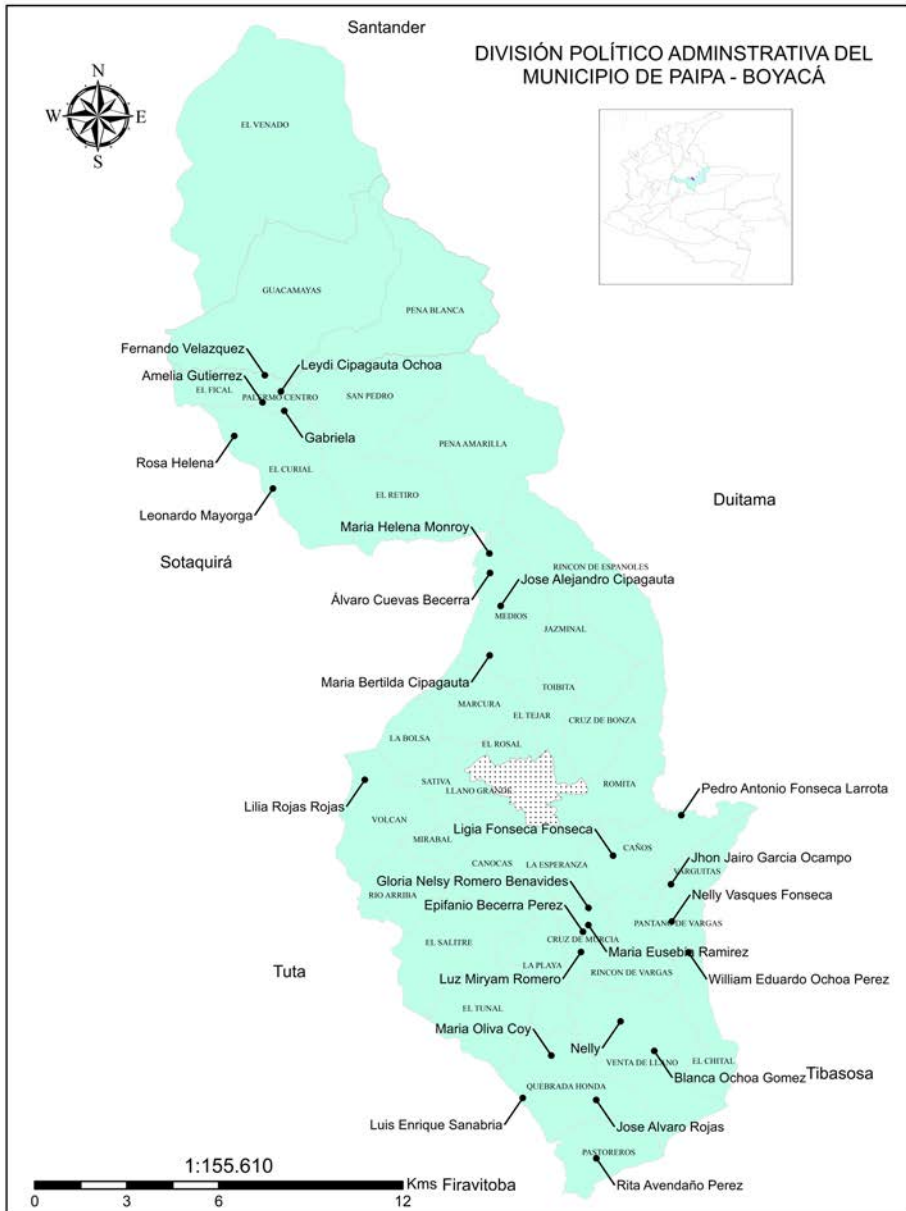 Santander
DIVISIÓN POLÍTICO ADMINSTRATIVA DEL
MUNICIPIO DE PAIPA - BOYACÁ
N
W E
S
EL VENADO
GUACAMAYAS
PENA BLANCA
Fernando Velazquez
Leydi Cipagauta Ochoa
Amelia Gutierrez
EL FICAL
PALERMO CENTRO
SAN PEDRO
Gabriela
PENA AMARILLA
Rosa Helena
EL CURIAL
EL RETIRO
Duitama
Leonardo Mayorga
Maria Helena Monroy
Sotaquirá
RINCON DE ESPANOLES
Jose Alejandro Cipagauta
Álvaro Cuevas Becerra
MEDIOS
JAZMINAL
Maria Bertilda Cipagauta
TOIBITA
MARCURA
EL TEJAR
CRUZ DE BONZA
LA BOLSA
EL ROSAL
SATIVA
LLANO GRANDE
ROMITA
Pedro Antonio Fonseca Larrota
Lilia Rojas Rojas
VOLCAN
Ligia Fonseca Fonseca
MIRABAL
CAÑOS
Jhon Jairo Garcia Ocampo
CANOCAS
LA ESPERANZA
VARGUITAS
Gloria Nelsy Romero Benavides
Nelly Vasques Fonseca
RIO ARRIBA
Epifanio Becerra Perez
PANTANO DE VARGAS
EL SALITRE
CRUZ DE MURCIA
Maria Eusebia Ramirez
Tuta
LA PLAYA
RINCON DE VARGAS
Luz Miryam Romero
William Eduardo Ochoa Perez
EL TUNAL
Maria Oliva Coy
Nelly
VENTA DE LLANO
EL CHITAL
Blanca Ochoa Gomez
Tibasosa
QUEBRADA HONDA
Luis Enrique Sanabria
Jose Alvaro Rojas
PASTOREROS
1:155.610
Kms
Firavitoba
Rita Avendaño Perez
0 3 6 12